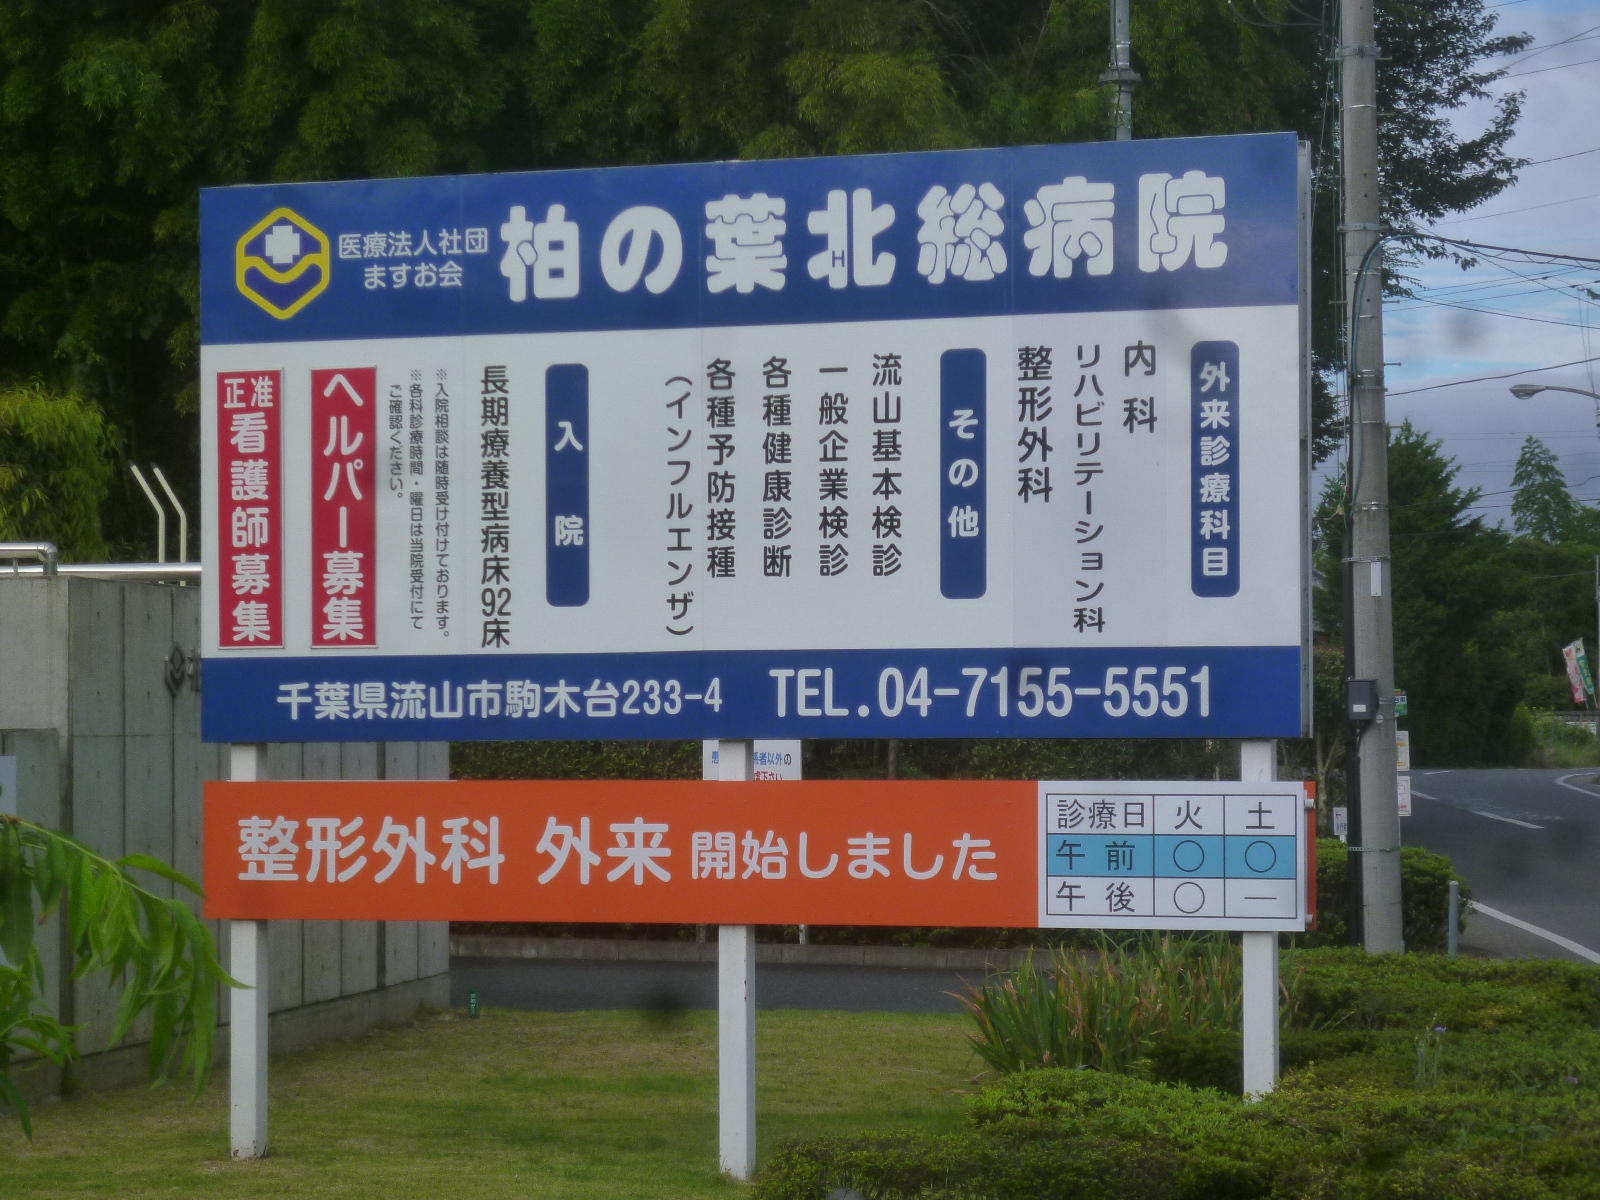 医療法人社団
ますお会
柏の葉北総病院
H
外来診療科目
内科
リハビリテーション科
整形外科
その他
流山基本検診
一般企業検診
各種健康診断
各種予防接種
（インフルエンザ）
入院
長期療養型病床92床
※入院相談は随時受け付けております。
※各科診療時間・曜日は当院受付にて
ご確認ください。
ヘルパー募集
正准
看護師募集
千葉県流山市駒木台233-4 TEL.04-7155-5551
整形外科 外来 開始しました
診療日 火 土
午前 ○ ○
午後 ○ ―